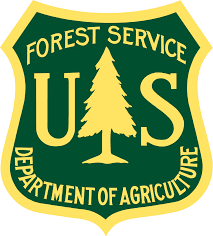 FOREST SERVICE
U S
DEPARTMENT OF AGRICULTURE